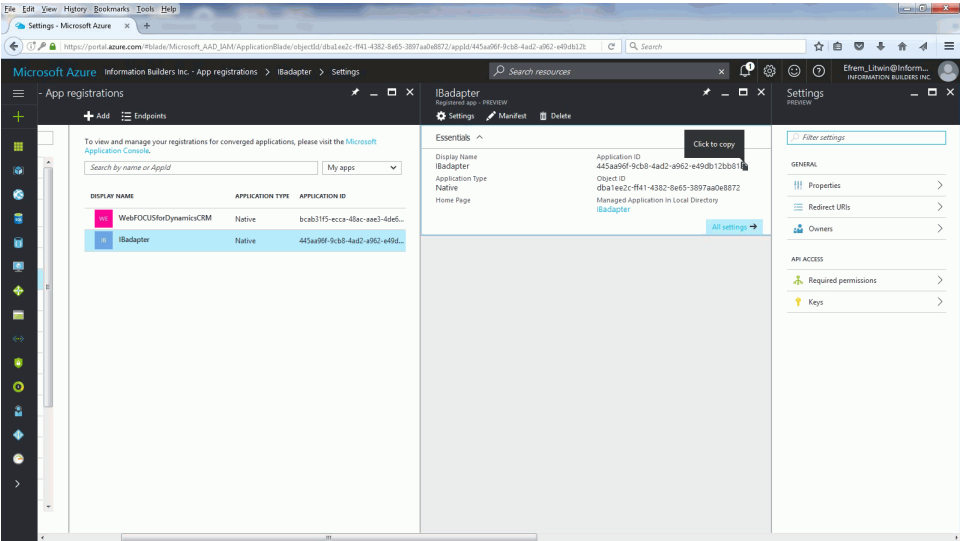 File Edit View History Bookmarks Tools Help
Settings - Microsoft Azure
https://portal.azure.com/#blade/Microsoft_AAD_IAM/ApplicationBlade/objectId/dba1ee2c-ff41-4382-8e65-3897aa0e8872/appId/445aa96f-9cb8-4ad2-a962-e49db12b
Search
Microsoft Azure Information Builders Inc. - App registrations > IBadapter > Settings
Search resources
1
Efrem_Litwin@Inform...
INFORMATION BUILDERS INC.
- App registrations
Add Endpoints
To view and manage your registrations for converged applications, please visit the Microsoft
Application Console.
Search by name or AppId
My apps
DISPLAY NAME APPLICATION TYPE APPLICATION ID
WE WebFOCUSforDynamicsCRM Native bcab31f5-ecca-48ac-aae3-4de6...
IB IBadapter Native 445aa96f-9cb8-4ad2-a962-e49d...
IBadapter
Registered app - PREVIEW
Settings Manifest Delete
Essentials
Click to copy
Display Name
IBadapter
Application Type
Native
Home Page
Application ID
Object ID
dba1ee2c-ff41-4382-8e65-3897aa0e8872
Managed Application In Local Directory
IBadapter
All settings
Settings
PREVIEW
Filter settings
GENERAL
Properties
Redirect URIs
Owners
API ACCESS
Required permissions
Keys